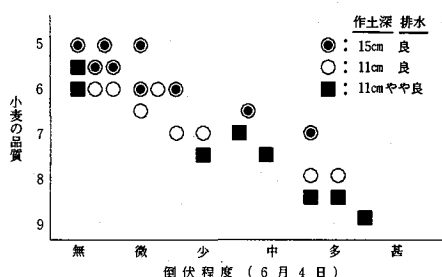 作土深 排水
◉:15cm 良
○:11cm 良
■:11cmやや良
小麦の品質
5
6
7
8
9
無 微 少 中 多 甚
倒伏程度(6月4日)